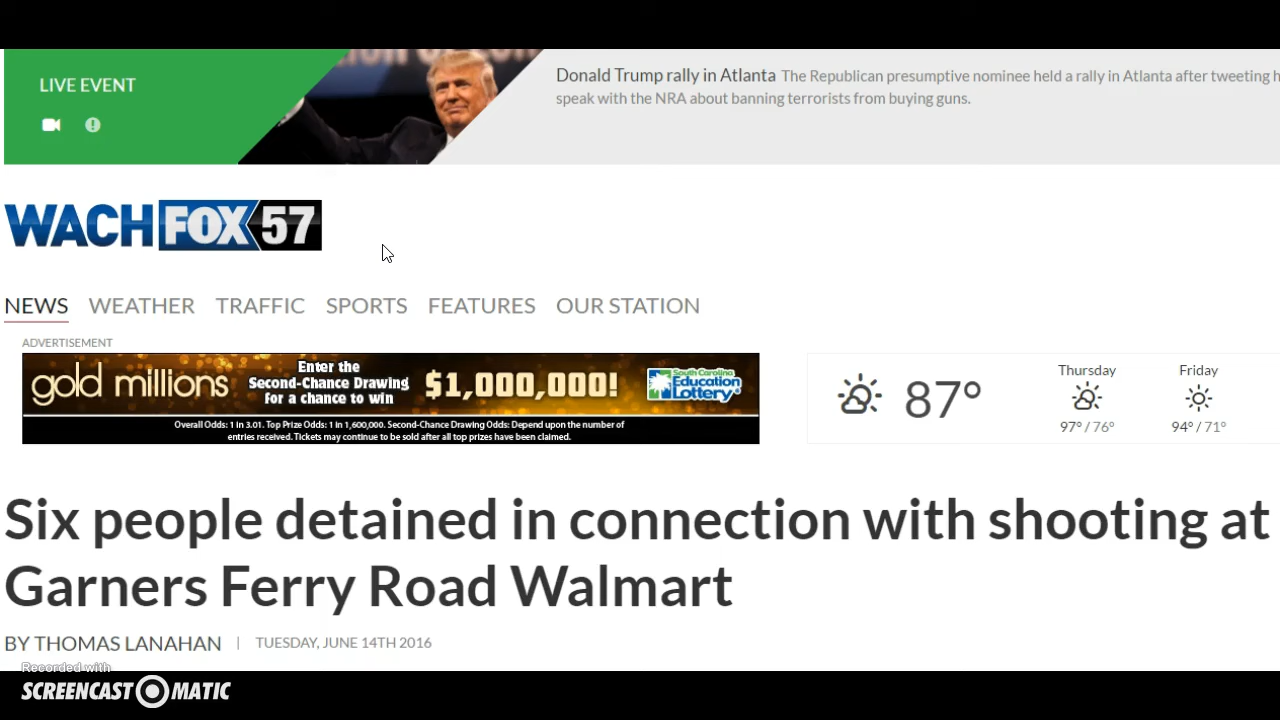 LIVE EVENT
Donald Trump rally in Atlanta The Republican presumptive nominee held a rally in Atlanta after tweeting h
speak with the NRA about banning terrorists from buying guns.
WACH FOX 57
NEWS WEATHER TRAFFIC SPORTS FEATURES OUR STATION
ADVERTISEMENT
gold millions
Enter the
Second-Chance Drawing
for a chance to win
$1,000,000!
South Carolina
Education
Lottery
Overall Odds: 1 in 3.01. Top Prize Odds: 1 in 1,600,000. Second-Chance Drawing Odds: Depend upon the number of
entries received. Tickets may continue to be sold after all top prizes have been claimed.
87°
Thursday
97° / 76°
Friday
94° / 71°
Six people detained in connection with shooting at
Garners Ferry Road Walmart
BY THOMAS LANAHAN | TUESDAY, JUNE 14TH 2016
Recorded with
SCREENCAST O MATIC